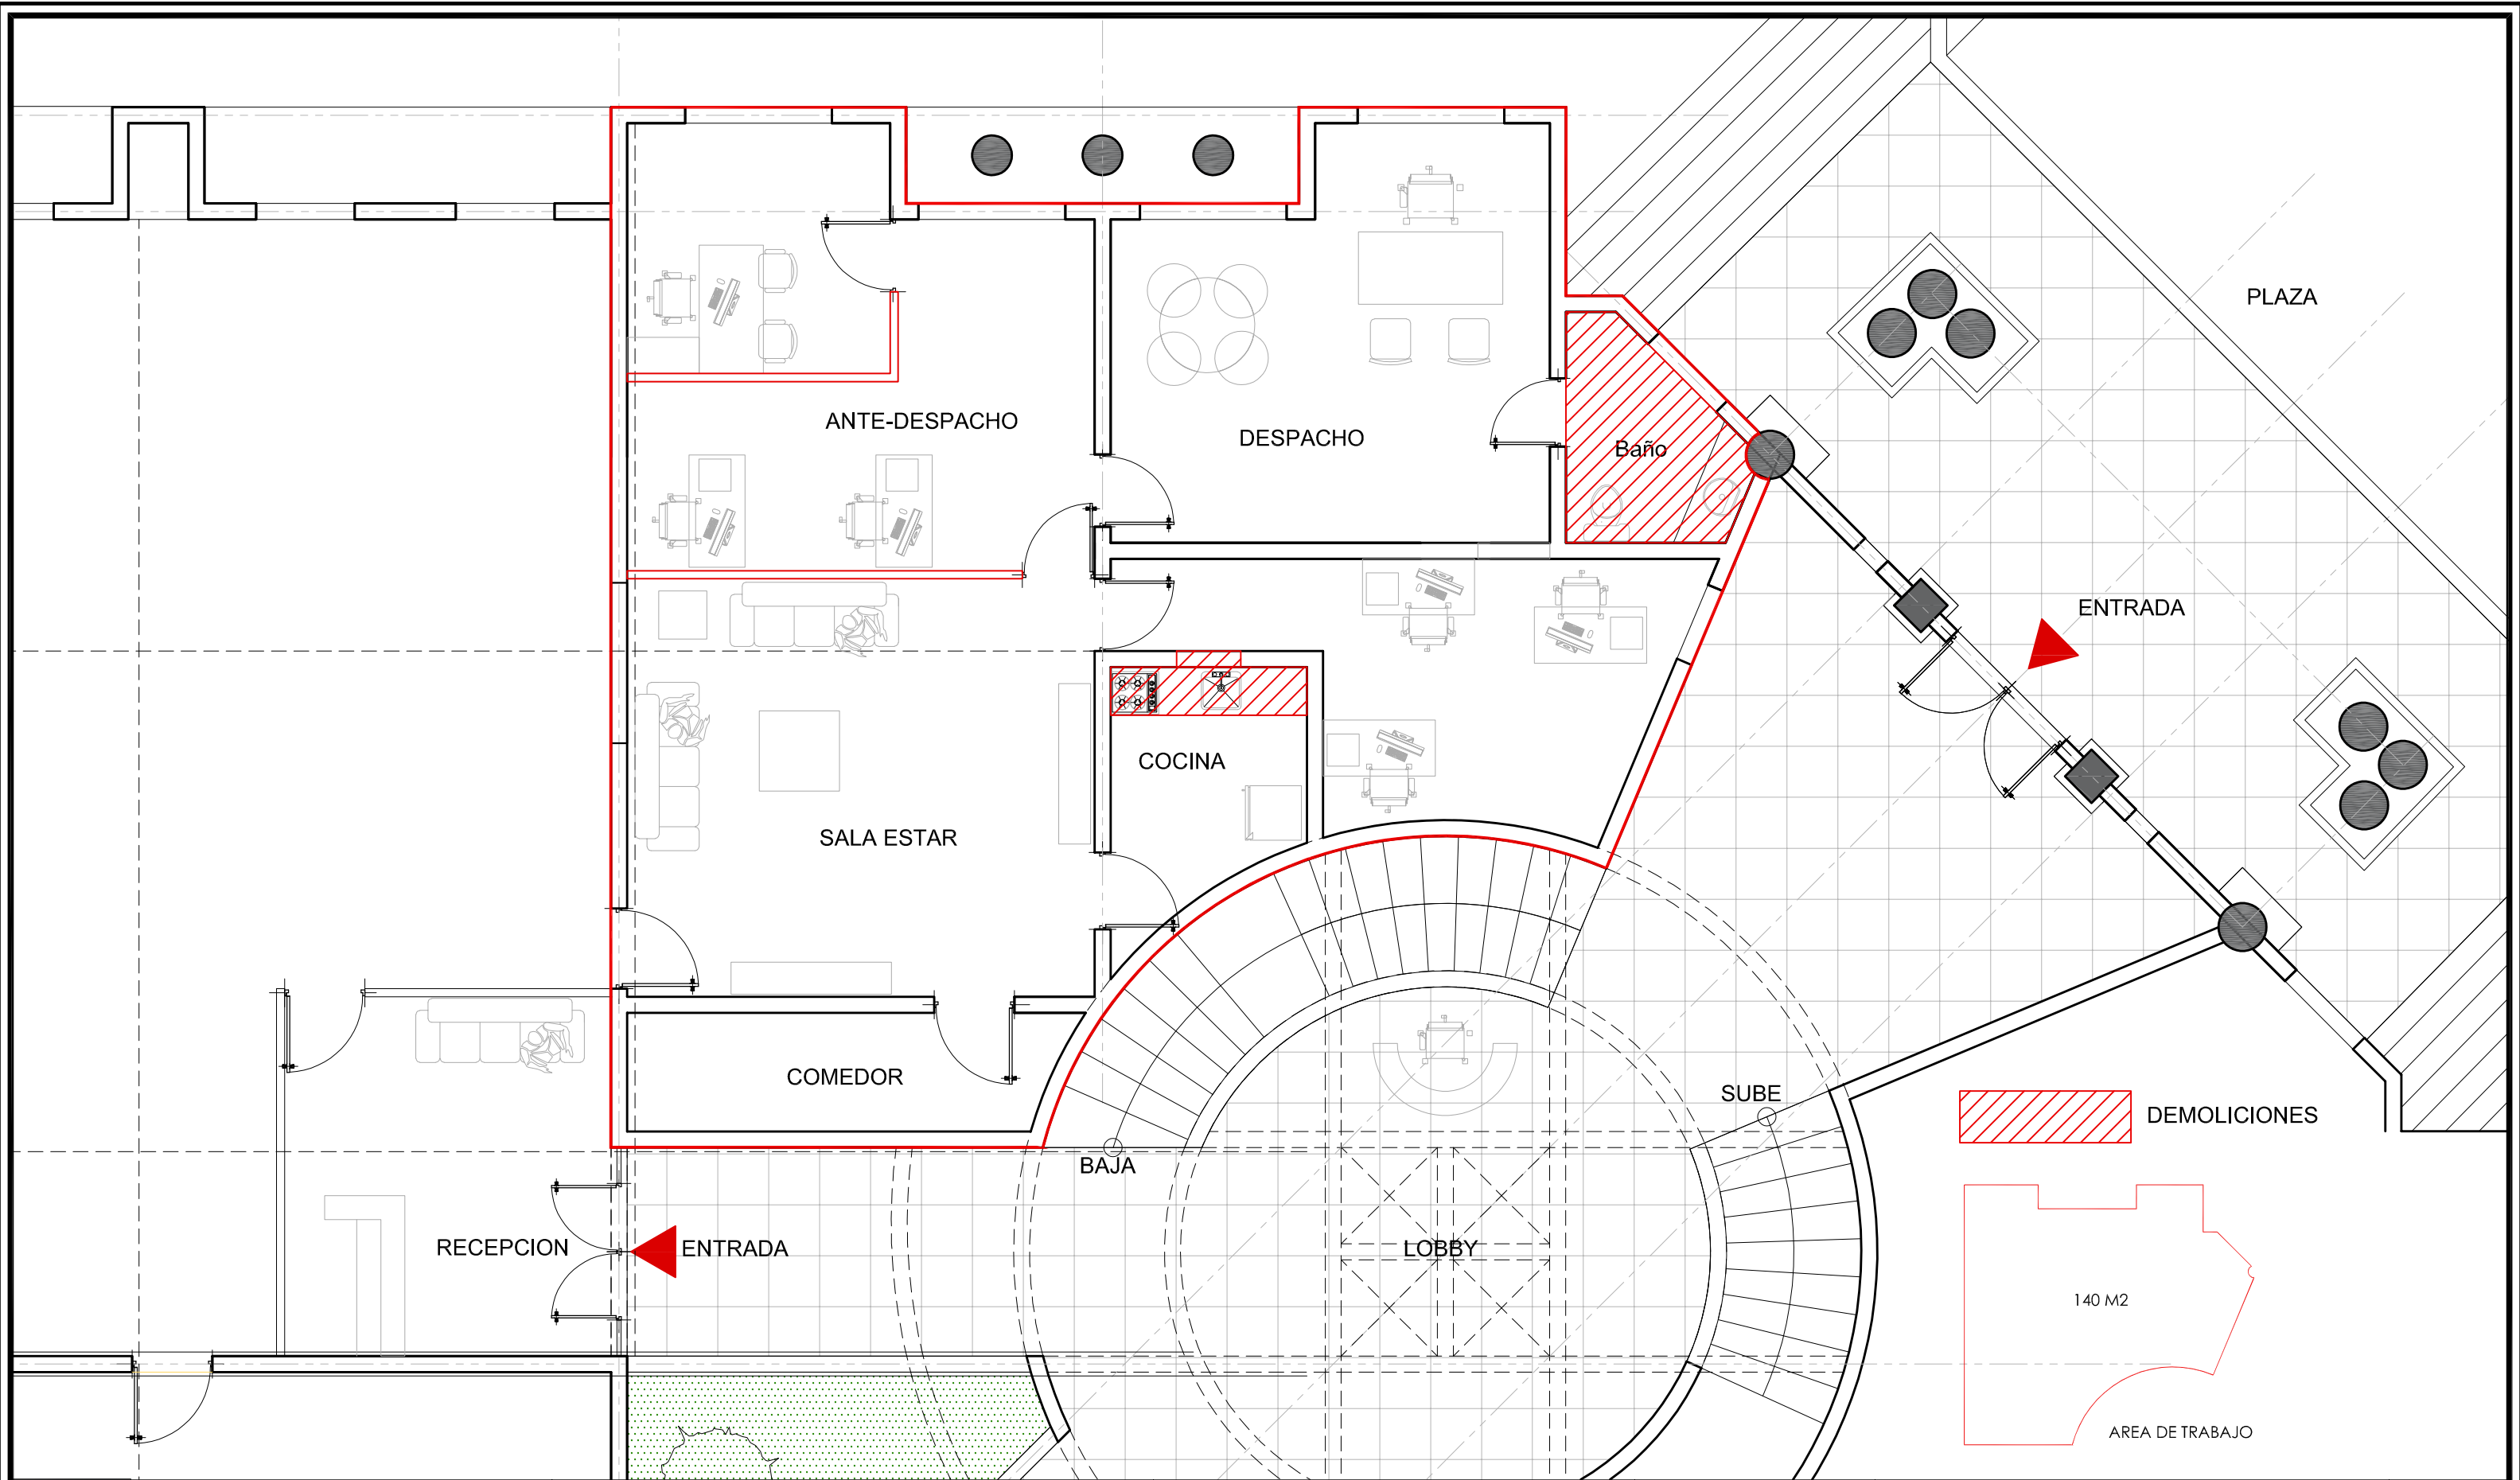 PLAZA
ANTE-DESPACHO
DESPACHO
Baño
ENTRADA
COCINA
SALA ESTAR
COMEDOR
SUBE
DEMOLICIONES
BAJA
RECEPCION
ENTRADA
LOBBY
140 M2
AREA DE TRABAJO